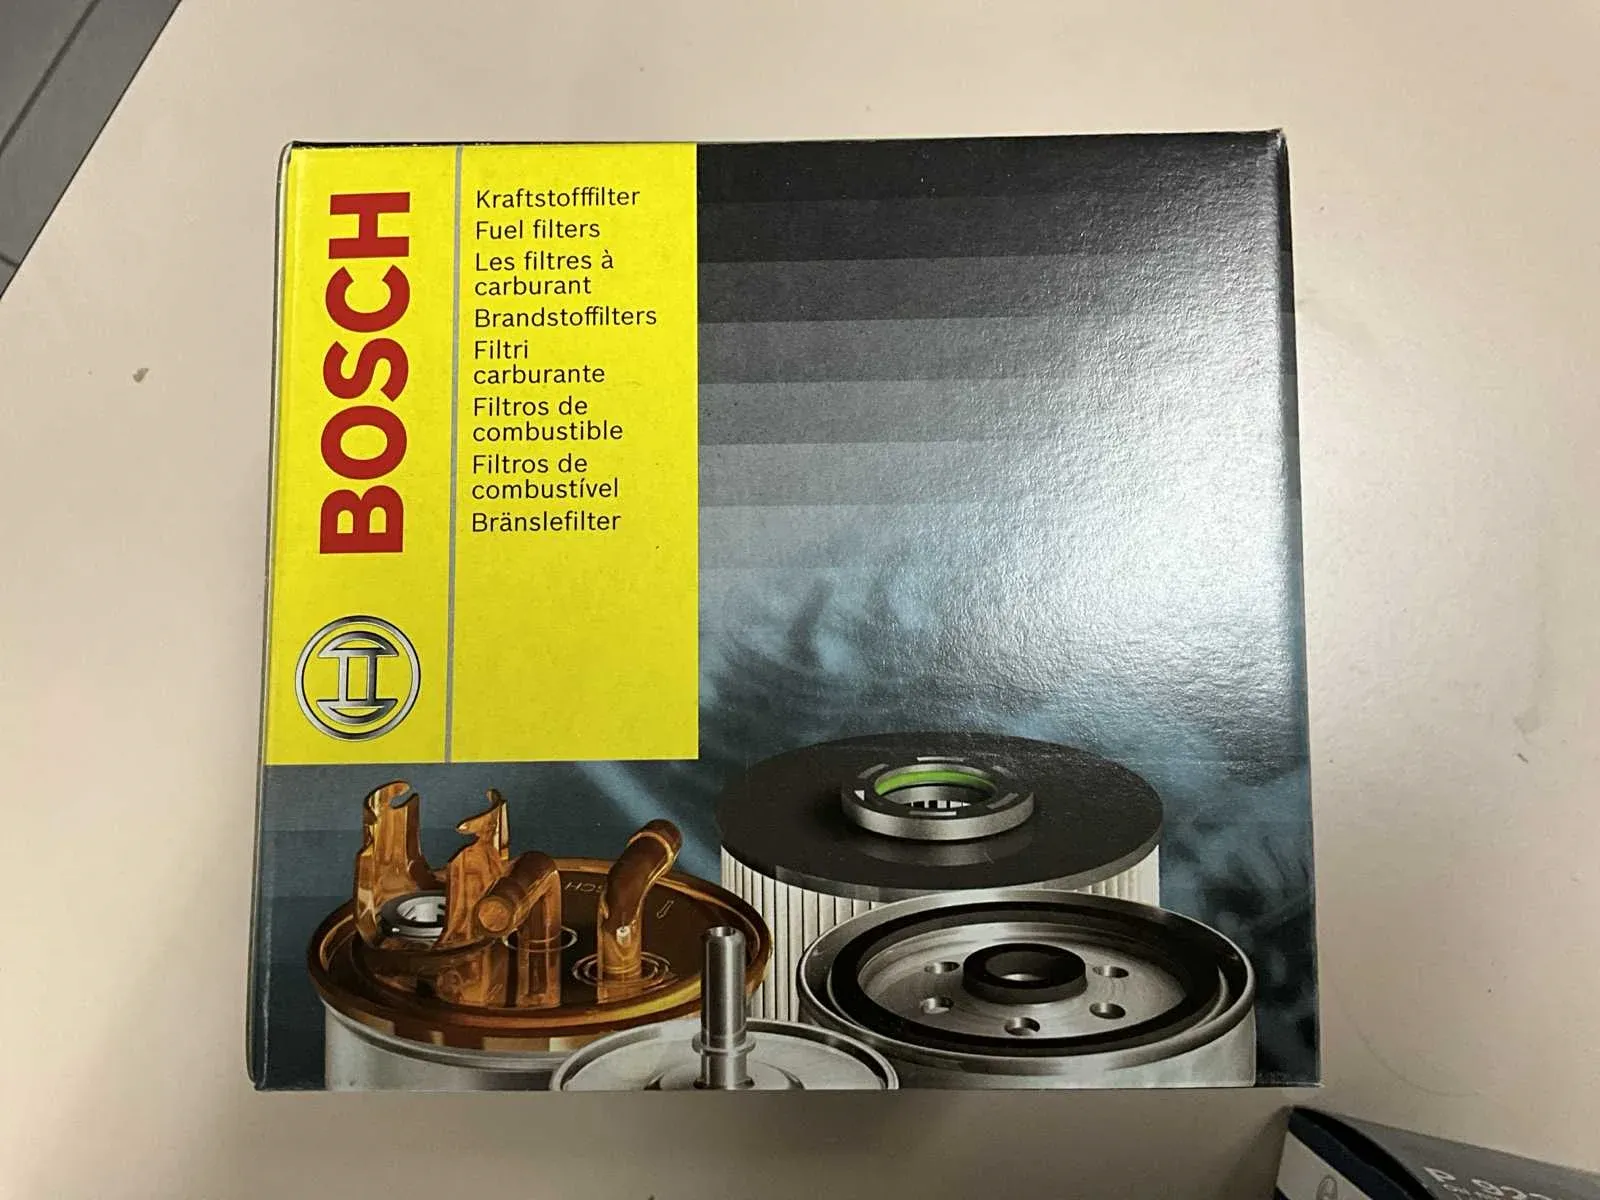 BOSCH
Kraftstofffilter
Fuel filters
Les filtres à
carburant
Brandstoffilters
Filtri
carburante
Filtros de
combustible
Filtros de
combustível
Bränslefilter